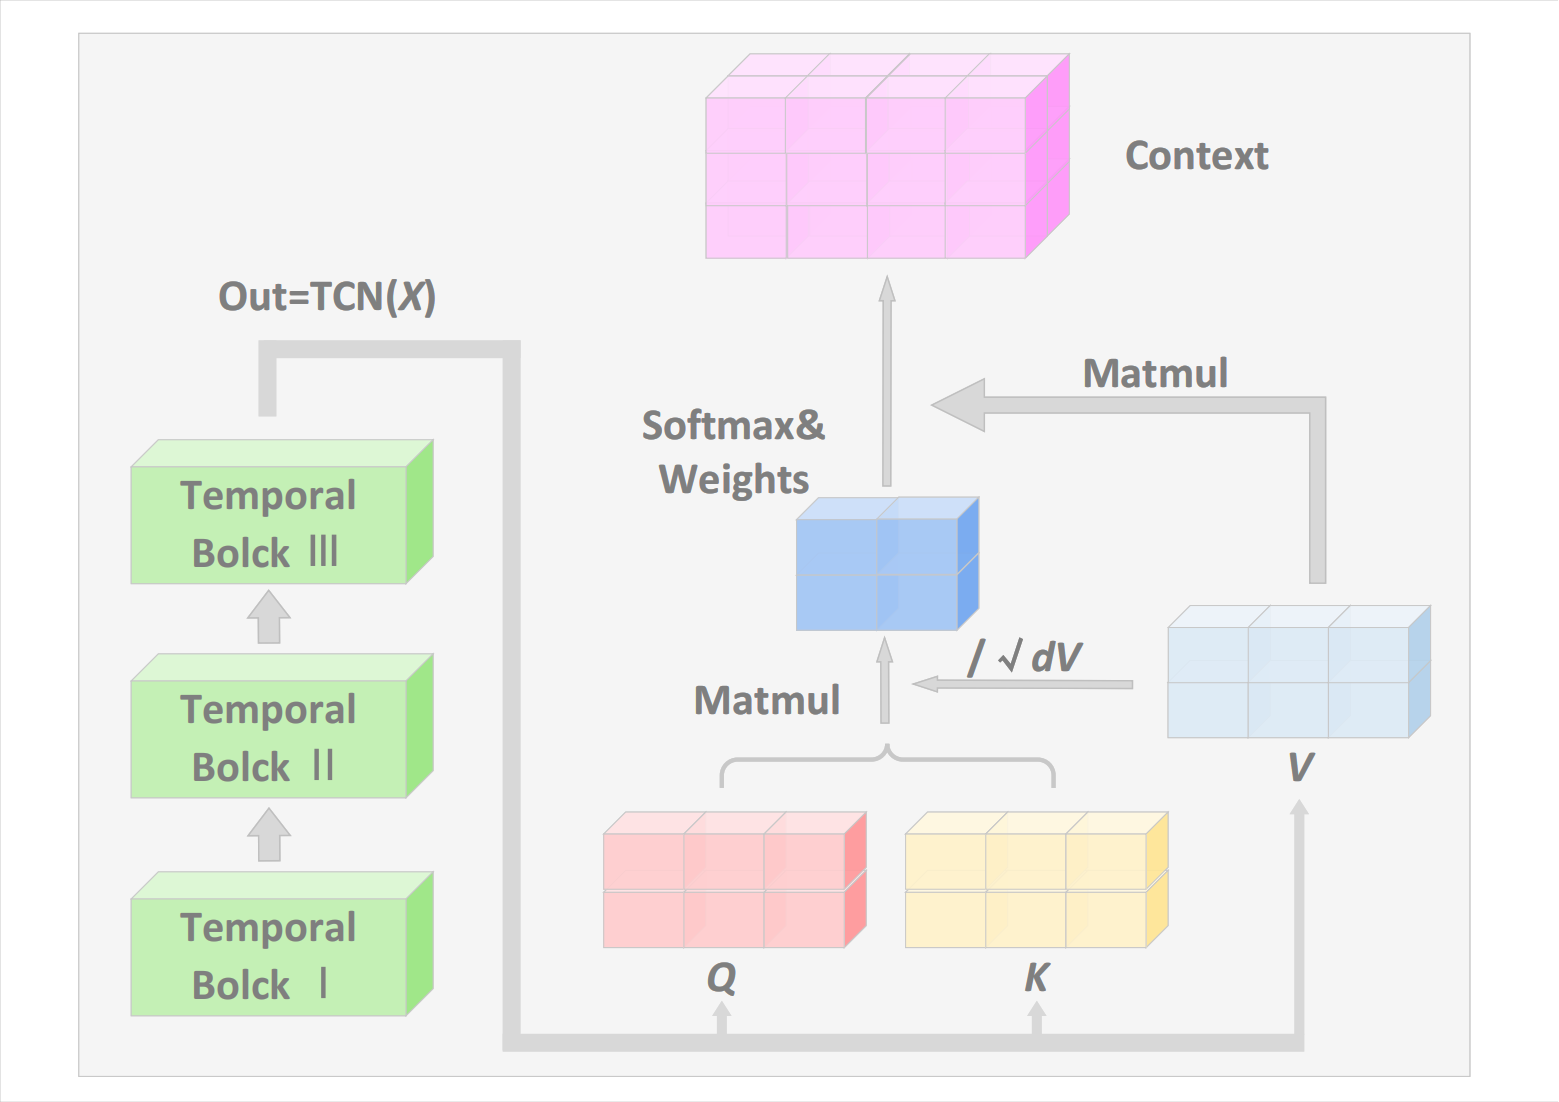 Context
Out=TCN(X)
Matmul
Softmax&
Weights
Temporal
Bolck Ⅲ
/ √ dV
Matmul
Temporal
Bolck Ⅱ
V
Temporal
Bolck Ⅰ
Q
K